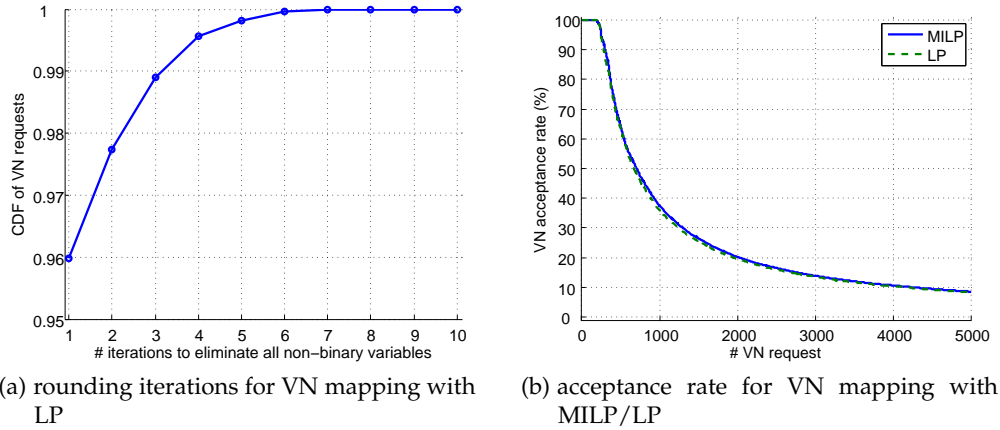 1
0.99
0.98
0.97
0.96
0.95
CDF of VN requests
1 2 3 4 5 6 7 8 9 10
# iterations to eliminate all non−binary variables
(a) rounding iterations for VN mapping with
LP
100
90
80
70
60
50
40
30
20
10
0
VN acceptance rate (%)
MILP
LP
0 1000 2000 3000 4000 5000
# VN request
(b) acceptance rate for VN mapping with
MILP/LP